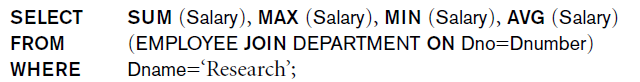 SELECT SUM (Salary), MAX (Salary), MIN (Salary), AVG (Salary)
FROM (EMPLOYEE JOIN DEPARTMENT ON Dno=Dnumber)
WHERE Dname=‘Research’;